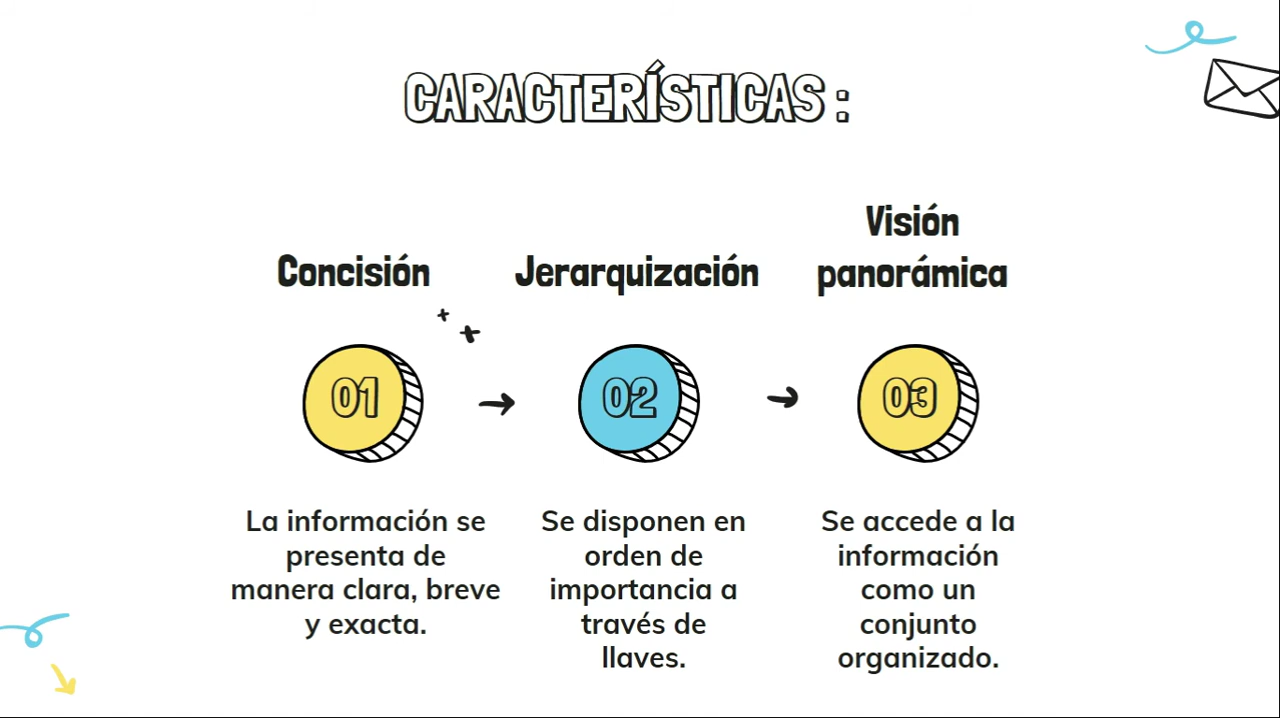 CARACTERÍSTICAS :
Concisión
Jerarquización
Visión
panorámica
01
02
03
La información se
presenta de
manera clara, breve
y exacta.
Se disponen en
orden de
importancia a
través de
llaves.
Se accede a la
información
como un
conjunto
organizado.